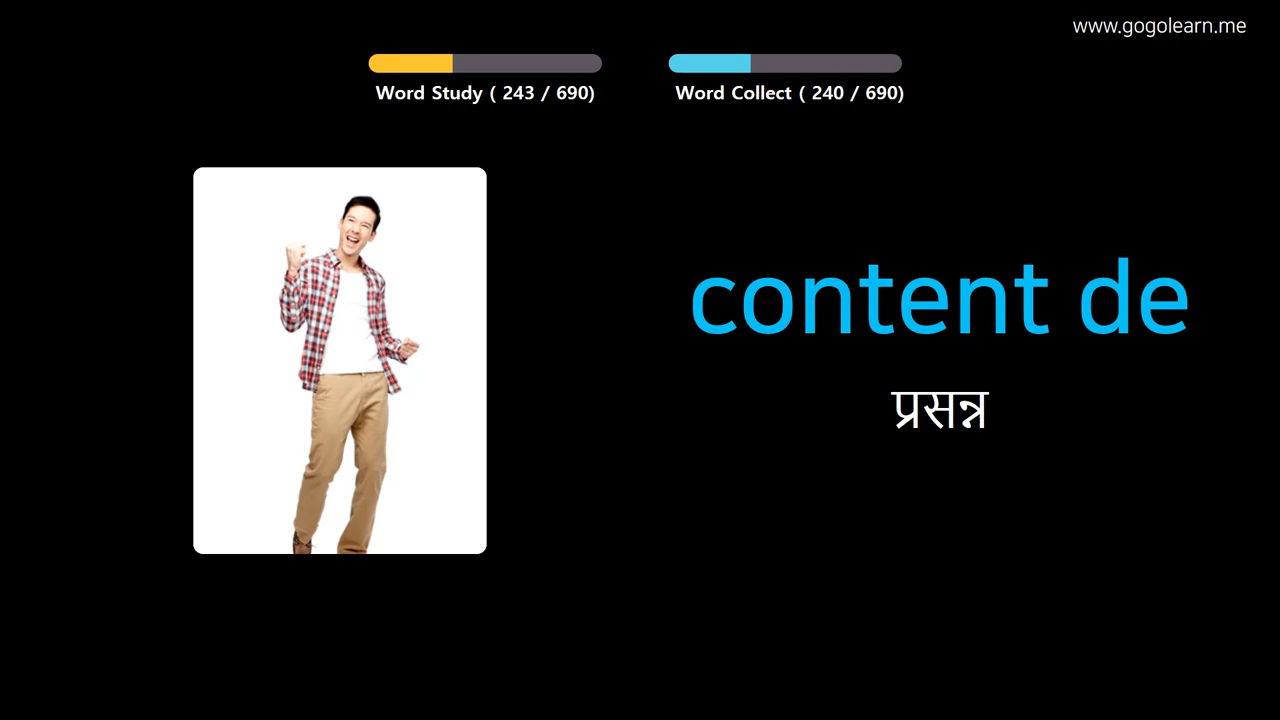 www.gogolearn.me
Word Study ( 243 / 690)
Word Collect ( 240 / 690)
content de
प्रसन्न